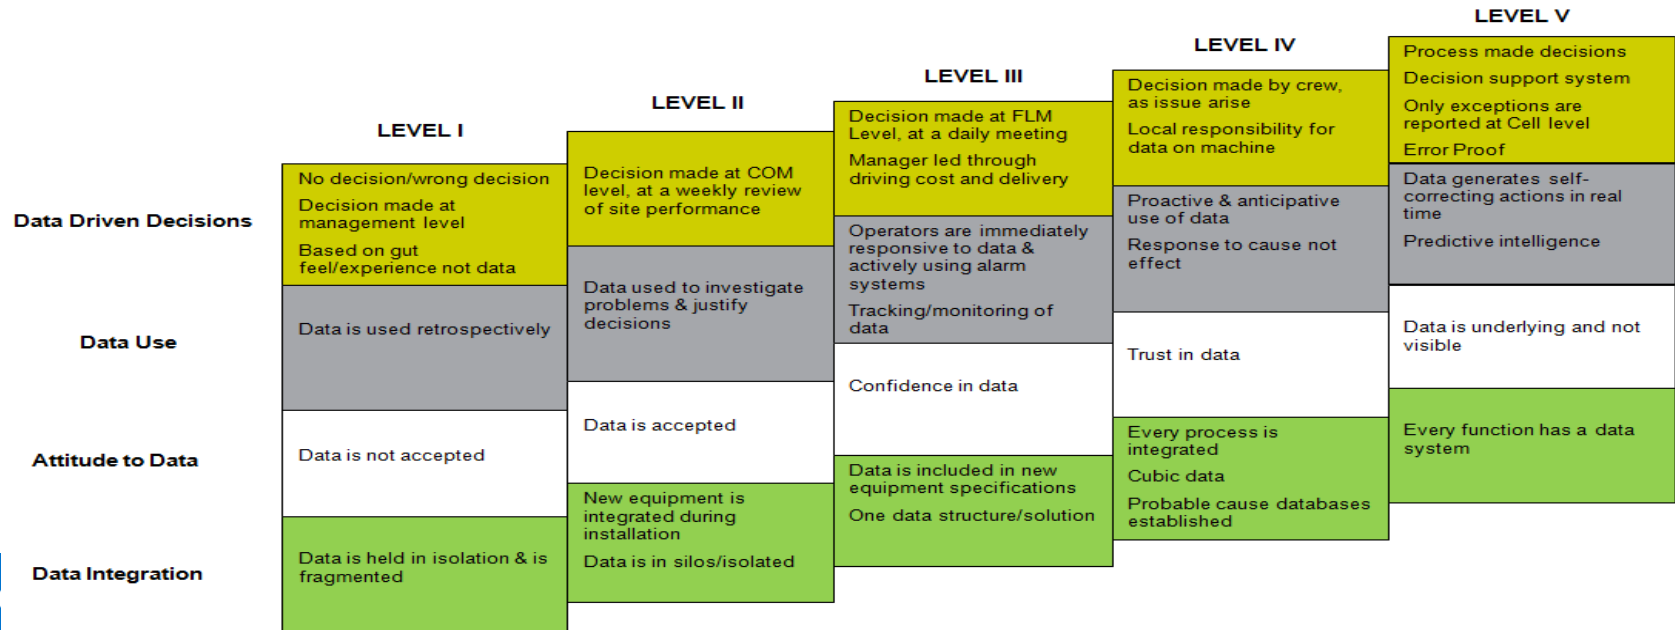 LEVEL I
LEVEL II
LEVEL III
LEVEL IV
LEVEL V
Data Driven Decisions
No decision/wrong decision
Decision made at
management level
Based on gut
feel/experience not data
Decision made at COM
level, at a weekly review
of site performance
Decision made at FLM
Level, at a daily meeting
Manager led through
driving cost and delivery
Decision made by crew,
as issue arise
Local responsibility for
data on machine
Process made decisions
Decision support system
Only exceptions are
reported at Cell level
Error Proof
Data Use
Data is used retrospectively
Data used to investigate
problems & justify
decisions
Operators are immediately
responsive to data &
actively using alarm
systems
Tracking/monitoring of
data
Proactive & anticipative
use of data
Response to cause not
effect
Data generates self-
correcting actions in real
time
Predictive intelligence
Attitude to Data
Data is not accepted
Data is accepted
Confidence in data
Trust in data
Data is underlying and not
visible
Data Integration
Data is held in isolation & is
fragmented
New equipment is
integrated during
installation
Data is in silos/isolated
Data is included in new
equipment specifications
One data structure/solution
Every process is
integrated
Cubic data
Probable cause databases
established
Every function has a data
system